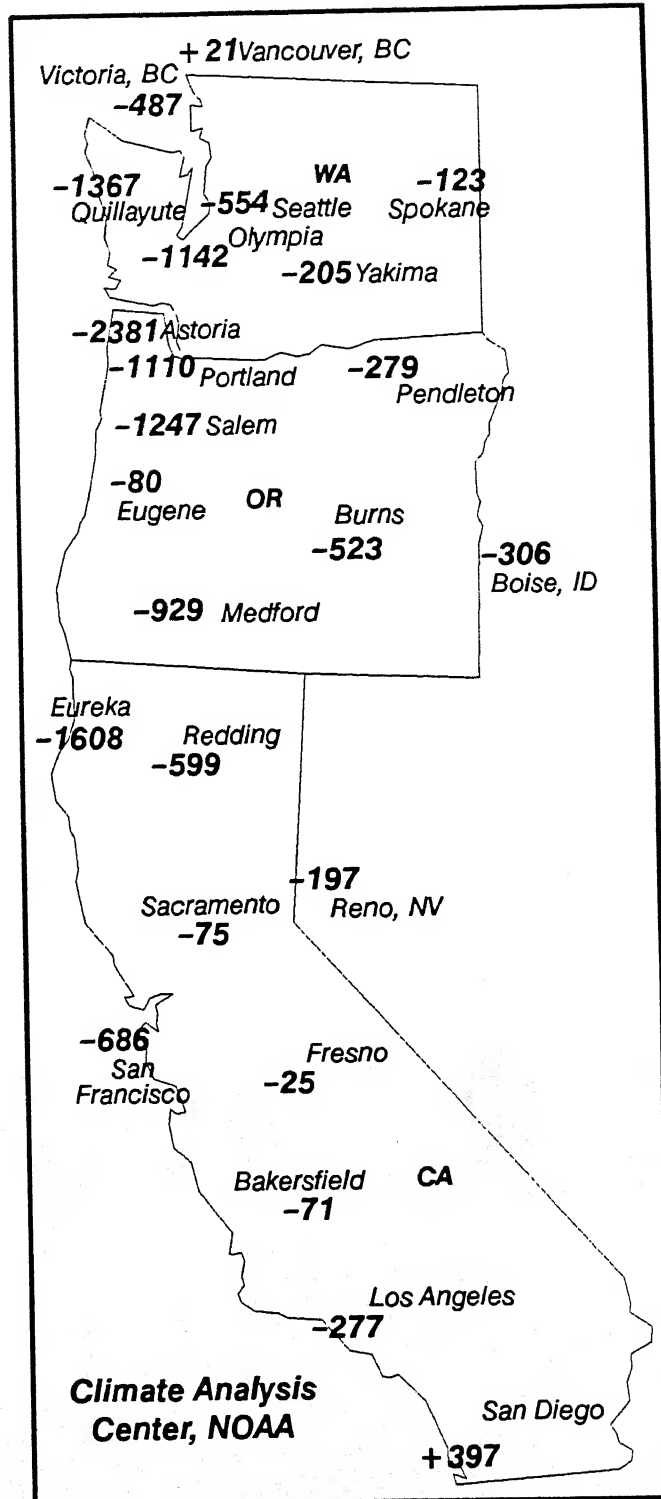 +21 Vancouver, BC
Victoria, BC
-487
WA
-1367
Quillayute
-554 Seattle
-123
Spokane
Olympia
-1142
-205 Yakima
-2381 Astoria
-1110 Portland
-279
Pendleton
-1247 Salem
-80
Eugene
OR
Burns
-523
-306
Boise, ID
-929 Medford
Eureka
-1608
Redding
-599
-197
Reno, NV
Sacramento
-75
-686
San
Francisco
Fresno
-25
Bakersfield
-71
CA
Los Angeles
-277
Climate Analysis
Center, NOAA
San Diego
+397